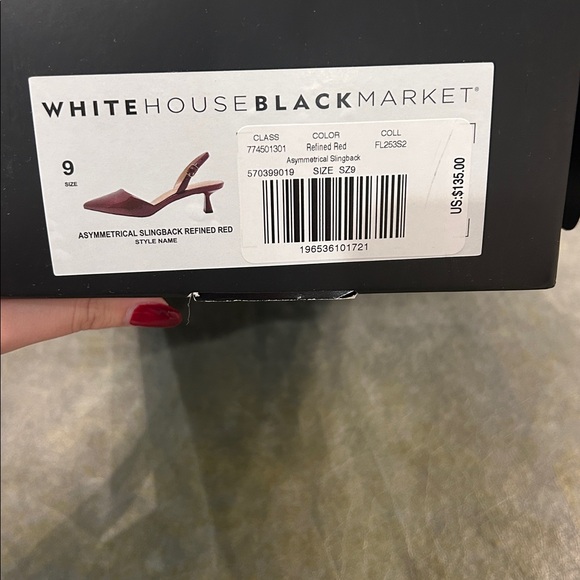 WHITEHOUSEBLACKMARKET®
9
SIZE
ASYMMETRICAL SLINGBACK REFINED RED
STYLE NAME
CLASS COLOR COLL
774501301 Refined Red FL253S2
Asymmetrical Slingback
570399019 SIZE SZ9
196536101721
US:$135.00